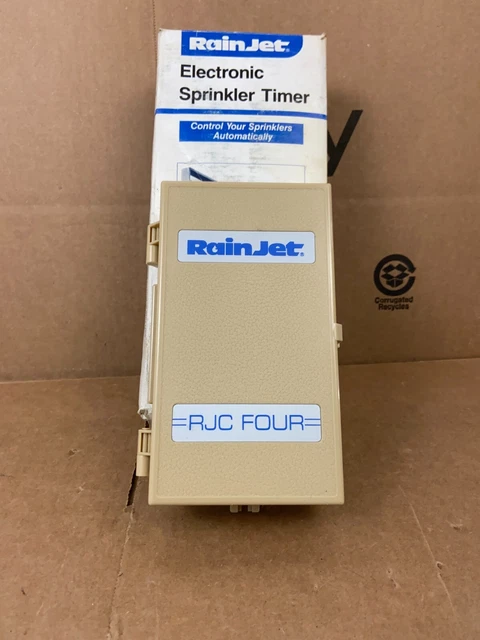 RainJet®
Electronic
Sprinkler Timer
Control Your Sprinklers
Automatically
RainJet®
RJC FOUR
Corrugated
Recycles